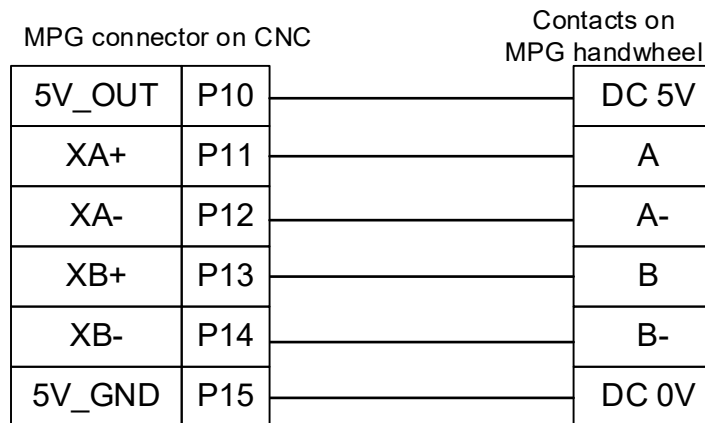 MPG connector on CNC
Contacts on
MPG handwheel
5V_OUT P10 DC 5V
XA+ P11 A
XA- P12 A-
XB+ P13 B
XB- P14 B-
5V_GND P15 DC 0V